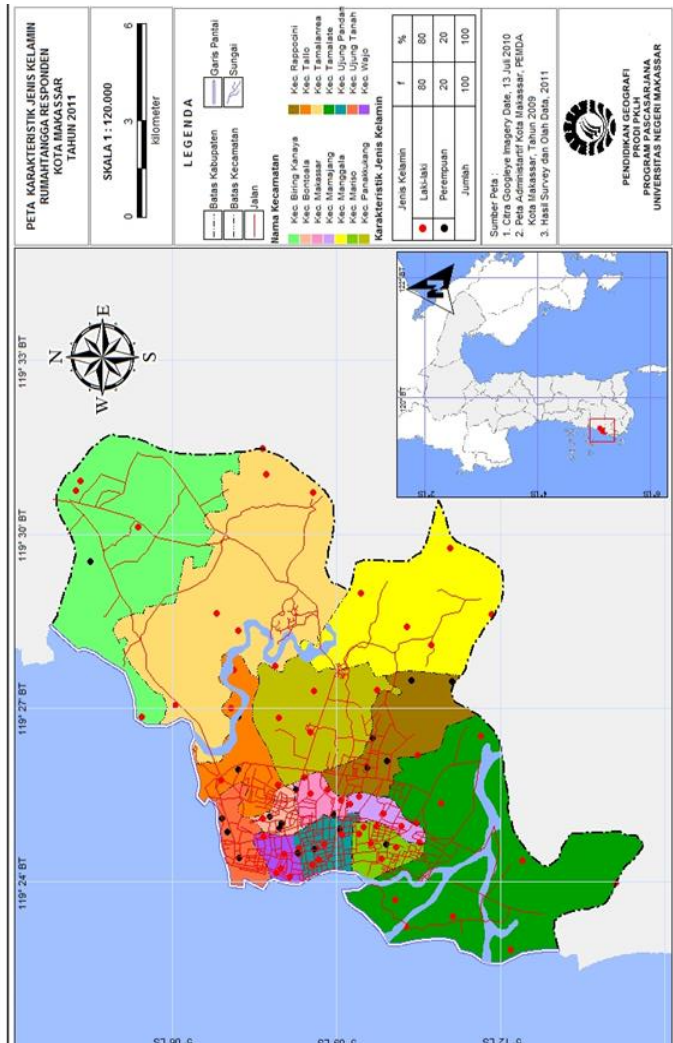 PETA KARAKTERISTIK JENIS KELAMIN
RUMAHTANGGA RESPONDEN
KOTA MAKASSAR
TAHUN 2011
SKALA 1 : 120.000
0 3 6
kilometer
LEGENDA
Batas Kabupaten
Batas Kecamatan
Jalan
Garis Pantai
Sungai
Nama Kecamatan
Kec. Biring Kanaya
Kec. Bontoala
Kec. Makassar
Kec. Mamajang
Kec. Manggala
Kec. Mariso
Kec. Panakkukang
Kec. Rappocini
Kec. Tallo
Kec. Tamalanrea
Kec. Tamalate
Kec. Ujung Pandan
Kec. Ujung Tanah
Kec. Wajo
Karakteristik Jenis Kelamin
Jenis Kelamin f %
Laki-laki 80 80
Perempuan 20 20
Jumlah 100 100
Sumber Peta :
1. Citra Googleye Imagery Date, 13 Juli 2010
2. Peta Administartif Kota Makassar, PEMDA
Kota Makassar, Tahun 2009
3. Hasil Survey dan Olah Data, 2011
PENDIDIKAN GEOGRAFI
PRODI PKLH
PROGRAM PASCASARJANA
UNIVERSITAS NEGERI MAKASSAR
119° 24' BT
119° 27' BT
119° 30' BT
119° 33' BT
N
E
S
W
N
120° BT